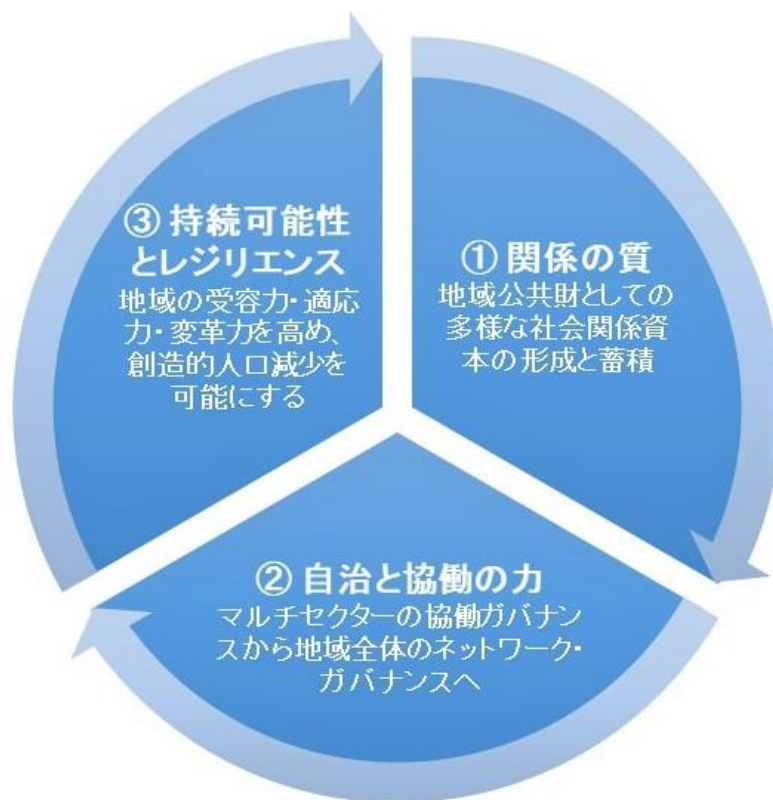 ① 関係の質
地域公共財としての
多様な社会関係資
本の形成と蓄積
② 自治と協働の力
マルチセクターの協働ガバナン
スから地域全体のネットワーク・
ガバナンスへ
③ 持続可能性
とレジリエンス
地域の受容力・適応
力・変革力を高め、
創造的人口減少を
可能にする